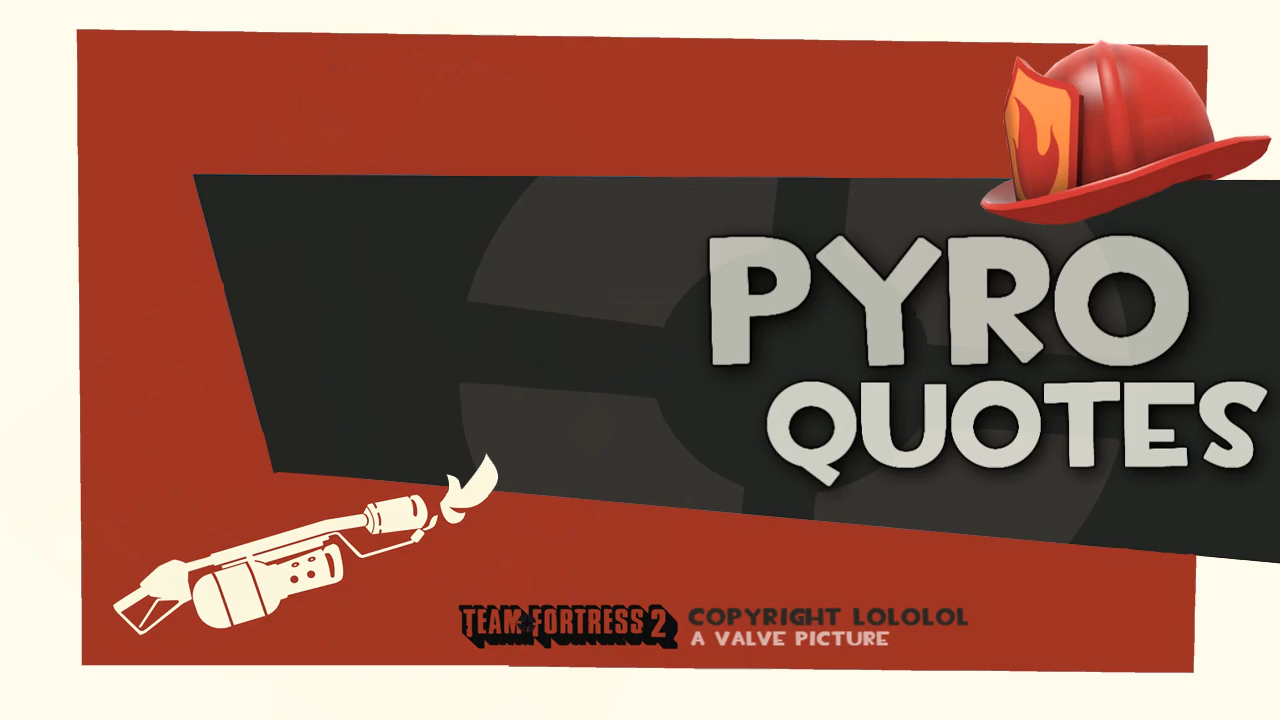 PYRO
QUOTES
TEAM FORTRESS 2
COPYRIGHT LOLOLOL
A VALVE PICTURE